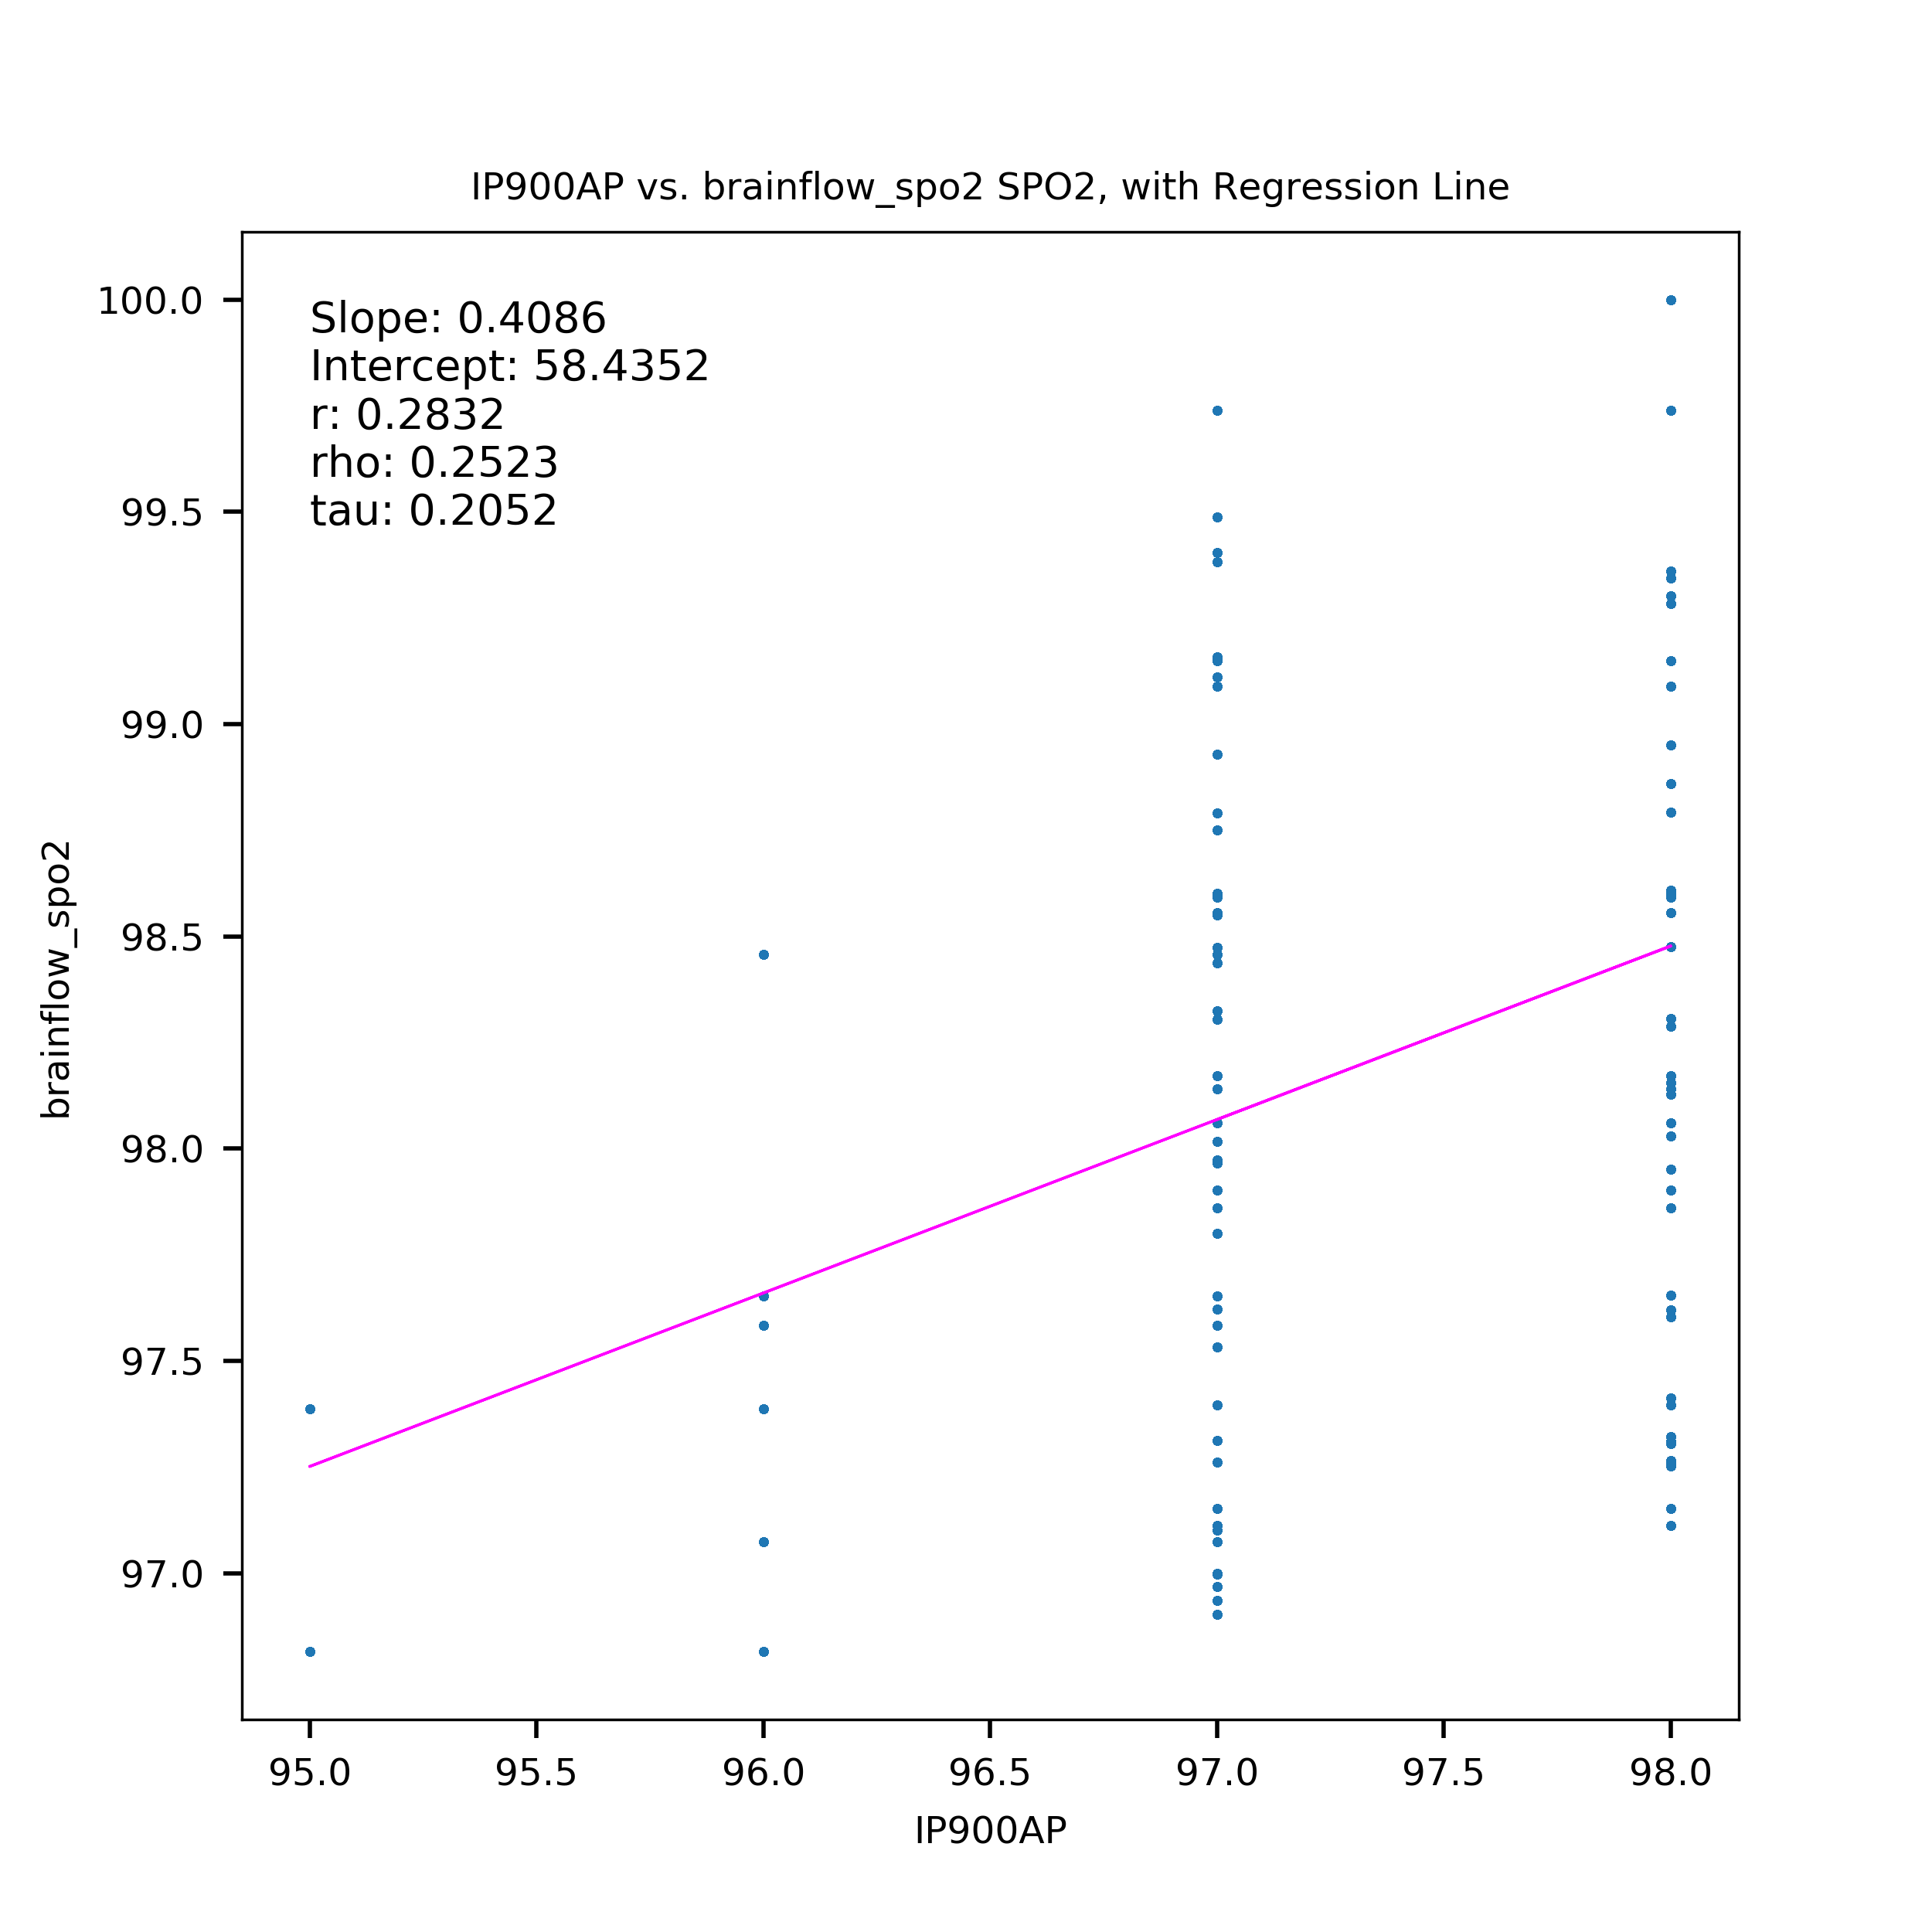 IP900AP vs. brainflow_spo2 SPO2, with Regression Line
Slope: 0.4086
Intercept: 58.4352
r: 0.2832
rho: 0.2523
tau: 0.2052
100.0
99.5
99.0
98.5
98.0
97.5
97.0
brainflow_spo2
95.0 95.5 96.0 96.5 97.0 97.5 98.0
IP900AP